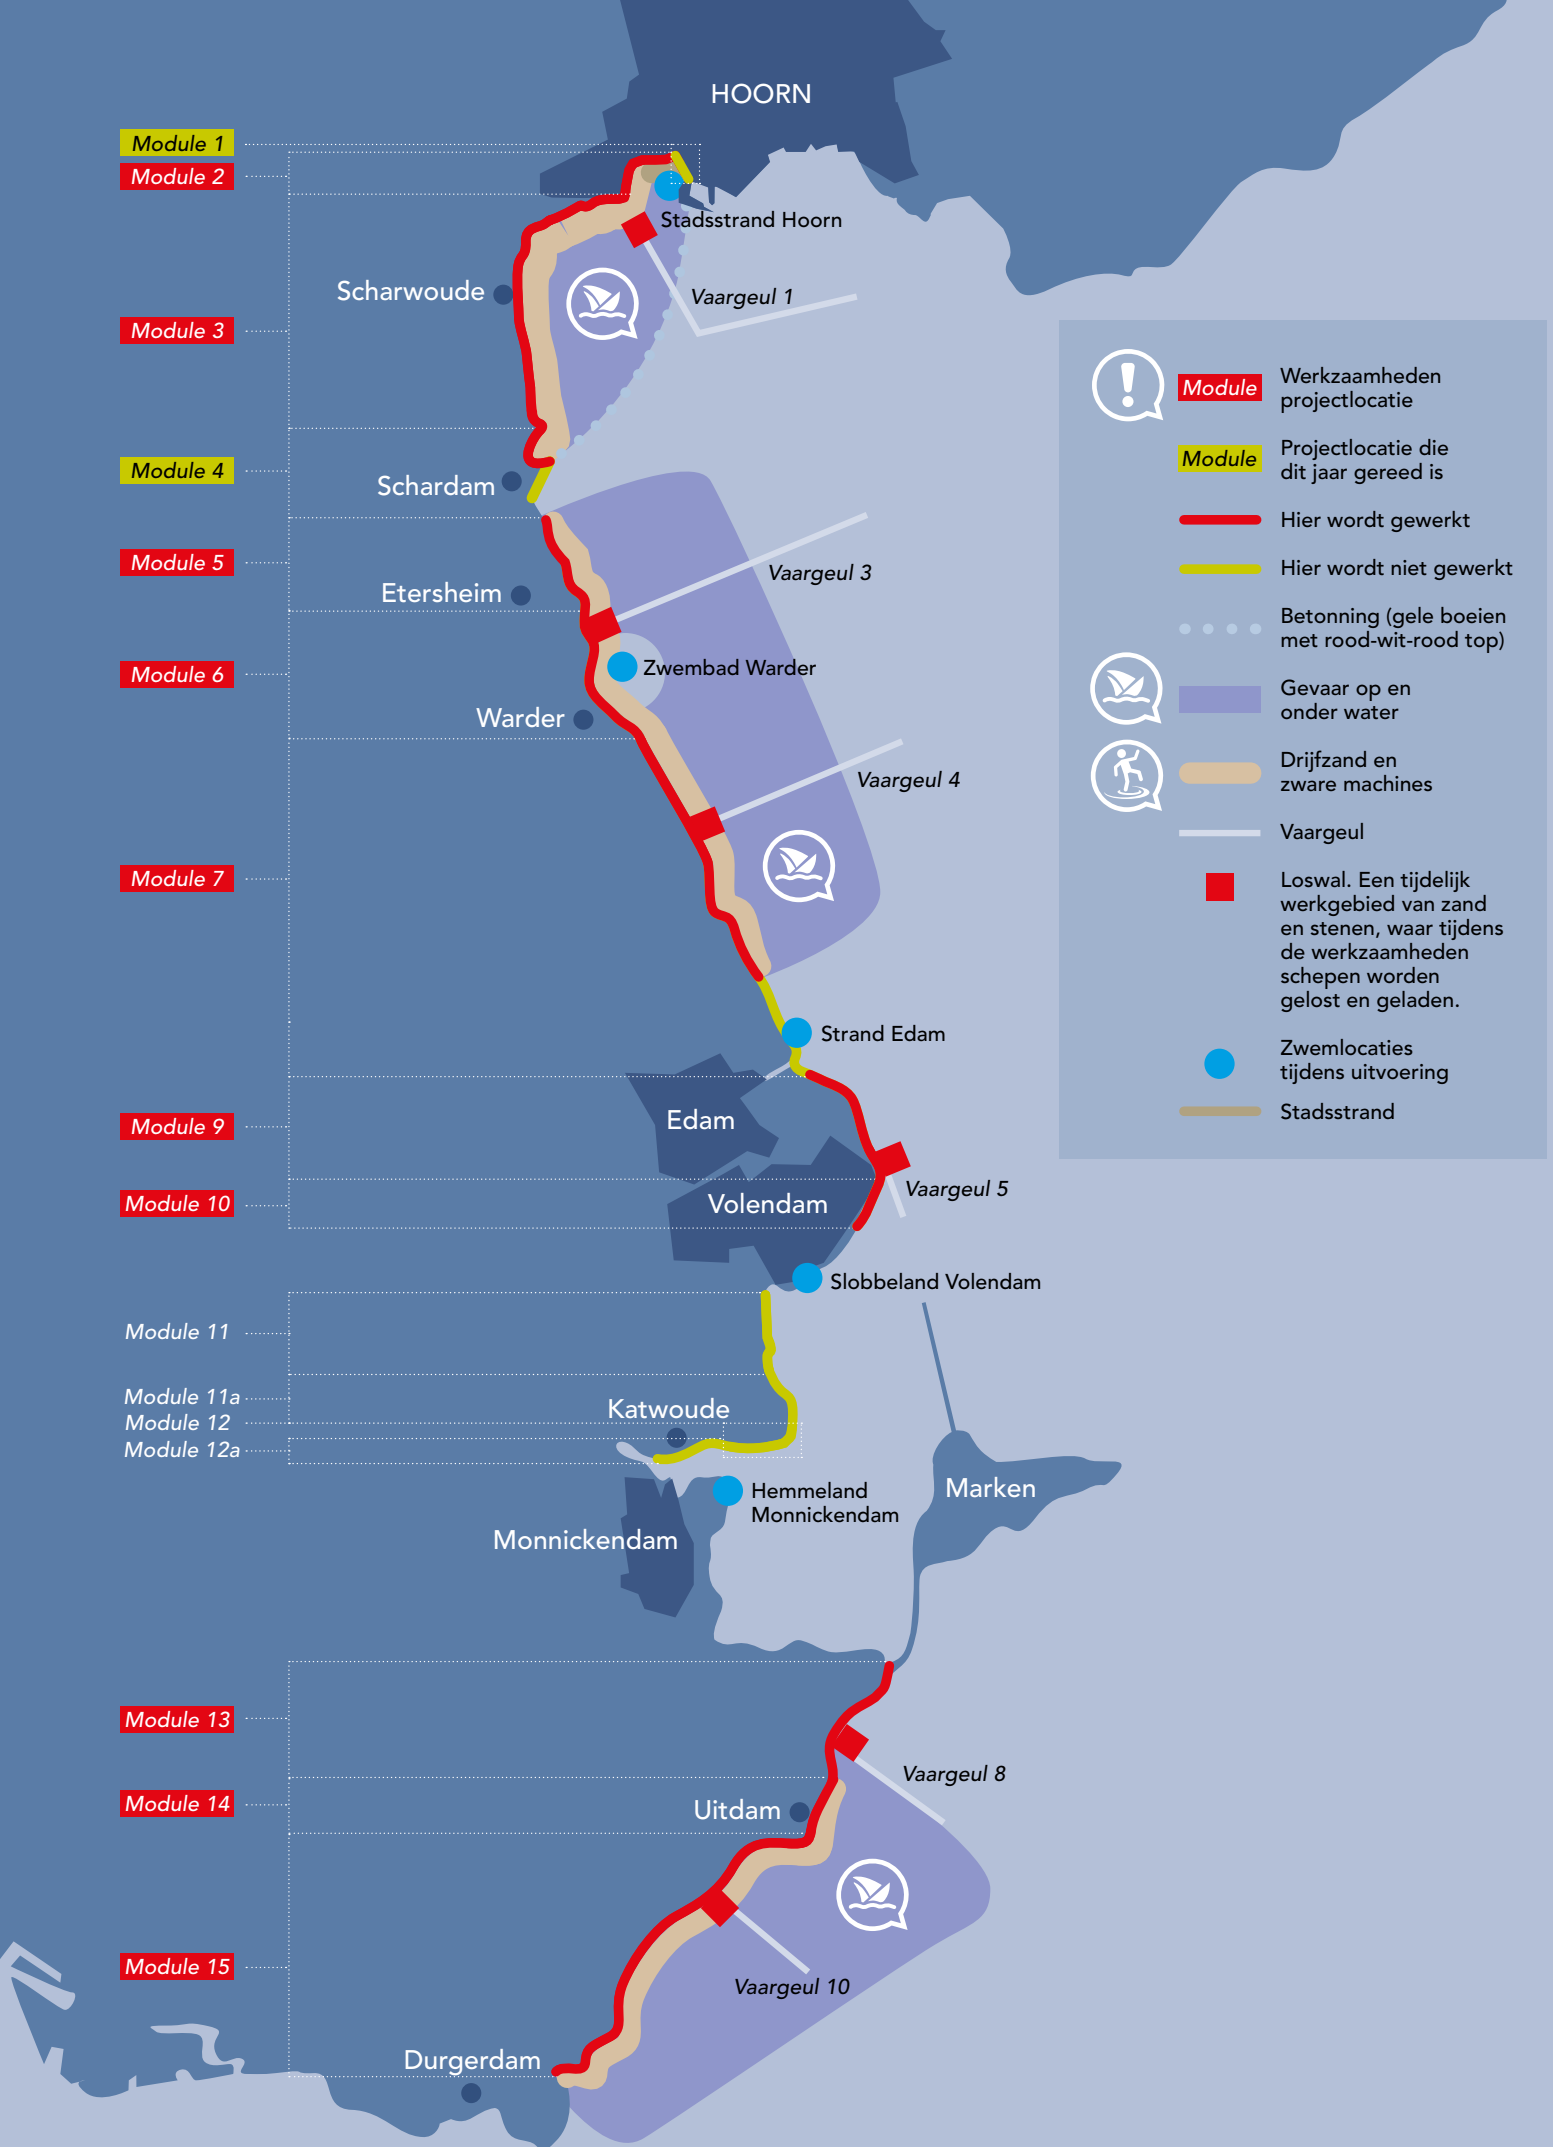 HOORN
Module 1
Module 2
Stadsstrand Hoorn
Scharwoude
Vaargeul 1
Module 3
Module 4
Schardam
Module 5
Vaargeul 3
Etersheim
Module 6
Zwembad Warder
Warder
Vaargeul 4
Module 7
Strand Edam
Edam
Module 9
Vaargeul 5
Module 10
Volendam
Slobbeland Volendam
Module 11
Module 11a
Katwoude
Module 12
Module 12a
Hemmeland
Monnickendam
Marken
Monnickendam
Module 13
Vaargeul 8
Module 14
Uitdam
Module 15
Vaargeul 10
Durgerdam
Module
Werkzaamheden
projectlocatie
Module
Projectlocatie die
dit jaar gereed is
Hier wordt gewerkt
Hier wordt niet gewerkt
Betonning (gele boeien
met rood-wit-rood top)
Gevaar op en
onder water
Drijfzand en
zware machines
Vaargeul
Loswal. Een tijdelijk
werkgebied van zand
en stenen, waar tijdens
de werkzaamheden
schepen worden
gelost en geladen.
Zwemlocaties
tijdens uitvoering
Stadsstrand